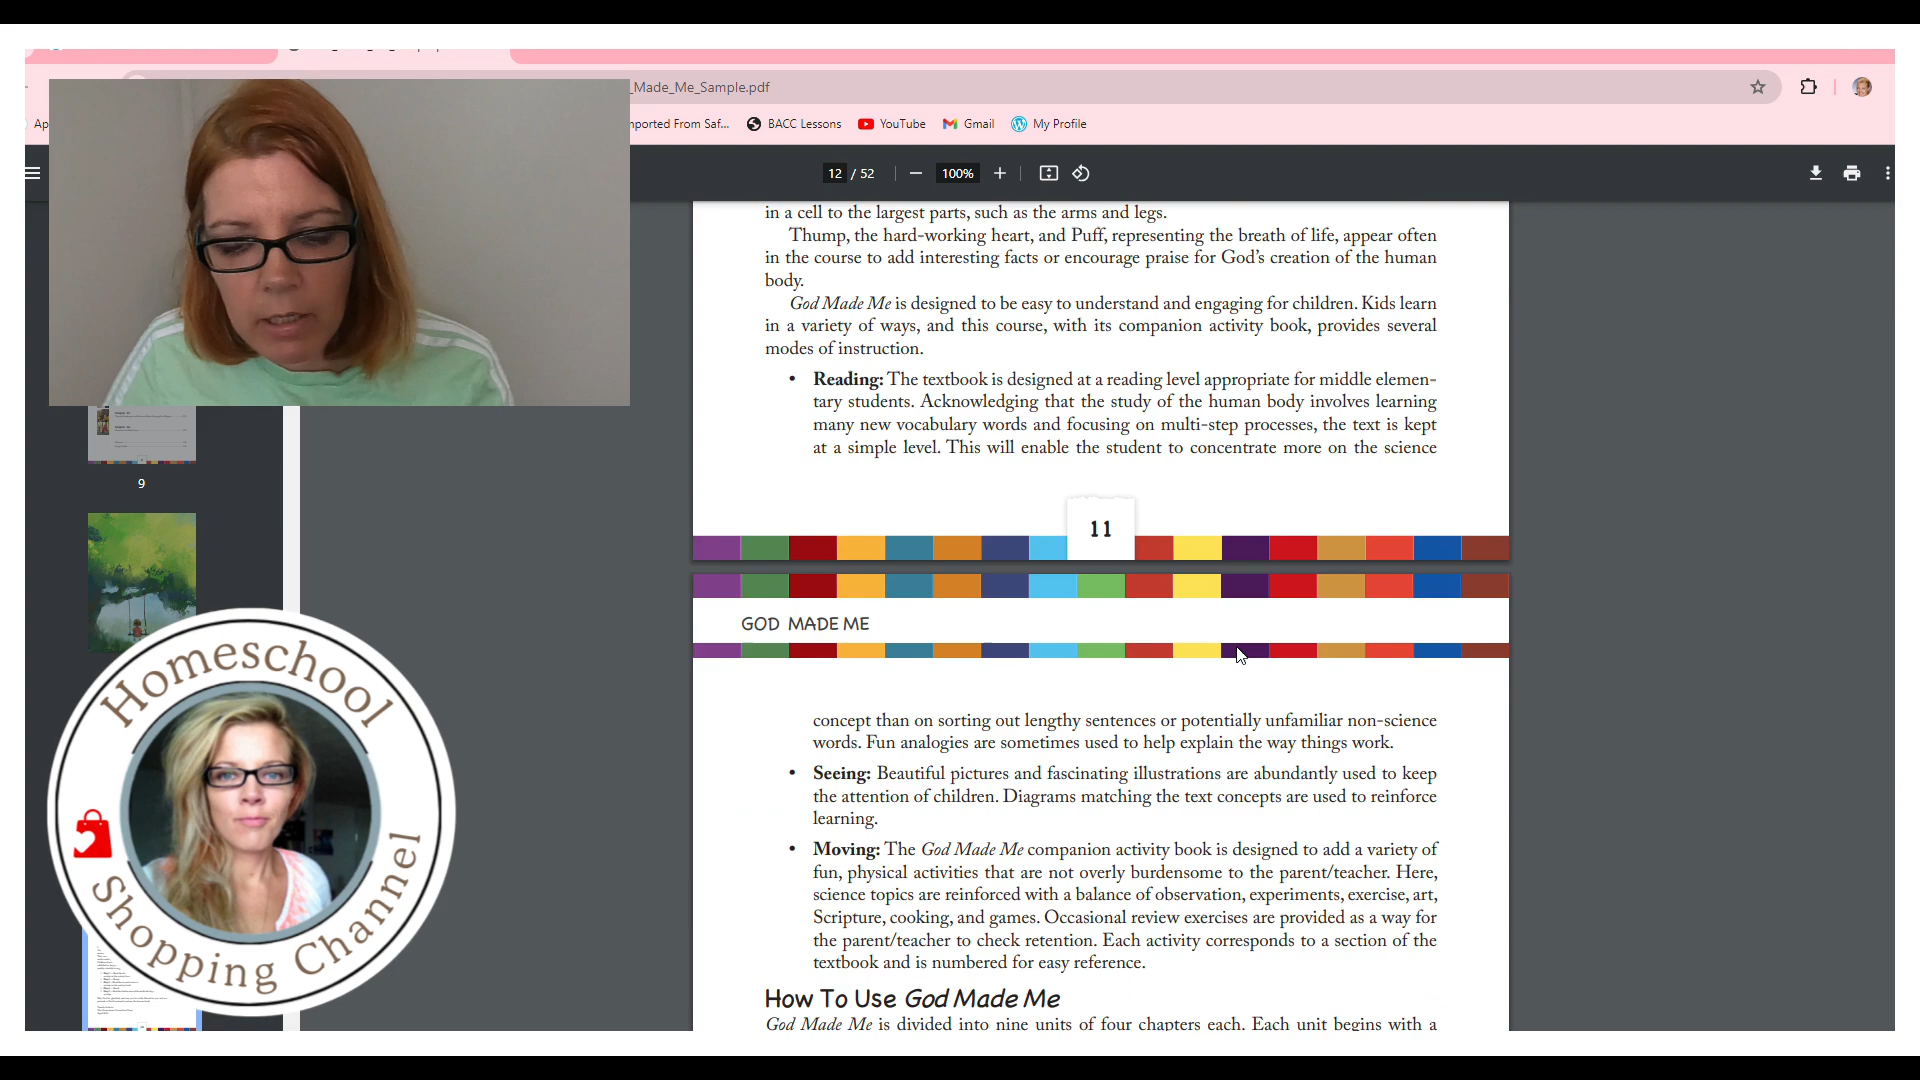 _Made_Me_Sample.pdf
Ap
mported From Saf... BACC Lessons YouTube Gmail My Profile
12 / 52 100%
in a cell to the largest parts, such as the arms and legs.
Thump, the hard-working heart, and Puff, representing the breath of life, appear often
in the course to add interesting facts or encourage praise for God's creation of the human
body.
God Made Me is designed to be easy to understand and engaging for children. Kids learn
in a variety of ways, and this course, with its companion activity book, provides several
modes of instruction.
• Reading: The textbook is designed at a reading level appropriate for middle elemen-
tary students. Acknowledging that the study of the human body involves learning
many new vocabulary words and focusing on multi-step processes, the text is kept
at a simple level. This will enable the student to concentrate more on the science
9
11
GOD MADE ME
concept than on sorting out lengthy sentences or potentially unfamiliar non-science
words. Fun analogies are sometimes used to help explain the way things work.
• Seeing: Beautiful pictures and fascinating illustrations are abundantly used to keep
the attention of children. Diagrams matching the text concepts are used to reinforce
learning.
• Moving: The God Made Me companion activity book is designed to add a variety of
fun, physical activities that are not overly burdensome to the parent/teacher. Here,
science topics are reinforced with a balance of observation, experiments, exercise, art,
Scripture, cooking, and games. Occasional review exercises are provided as a way for
the parent/teacher to check retention. Each activity corresponds to a section of the
textbook and is numbered for easy reference.
How To Use God Made Me
God Made Me is divided into nine units of four chapters each. Each unit begins with a
Homeschool
Shopping Channel